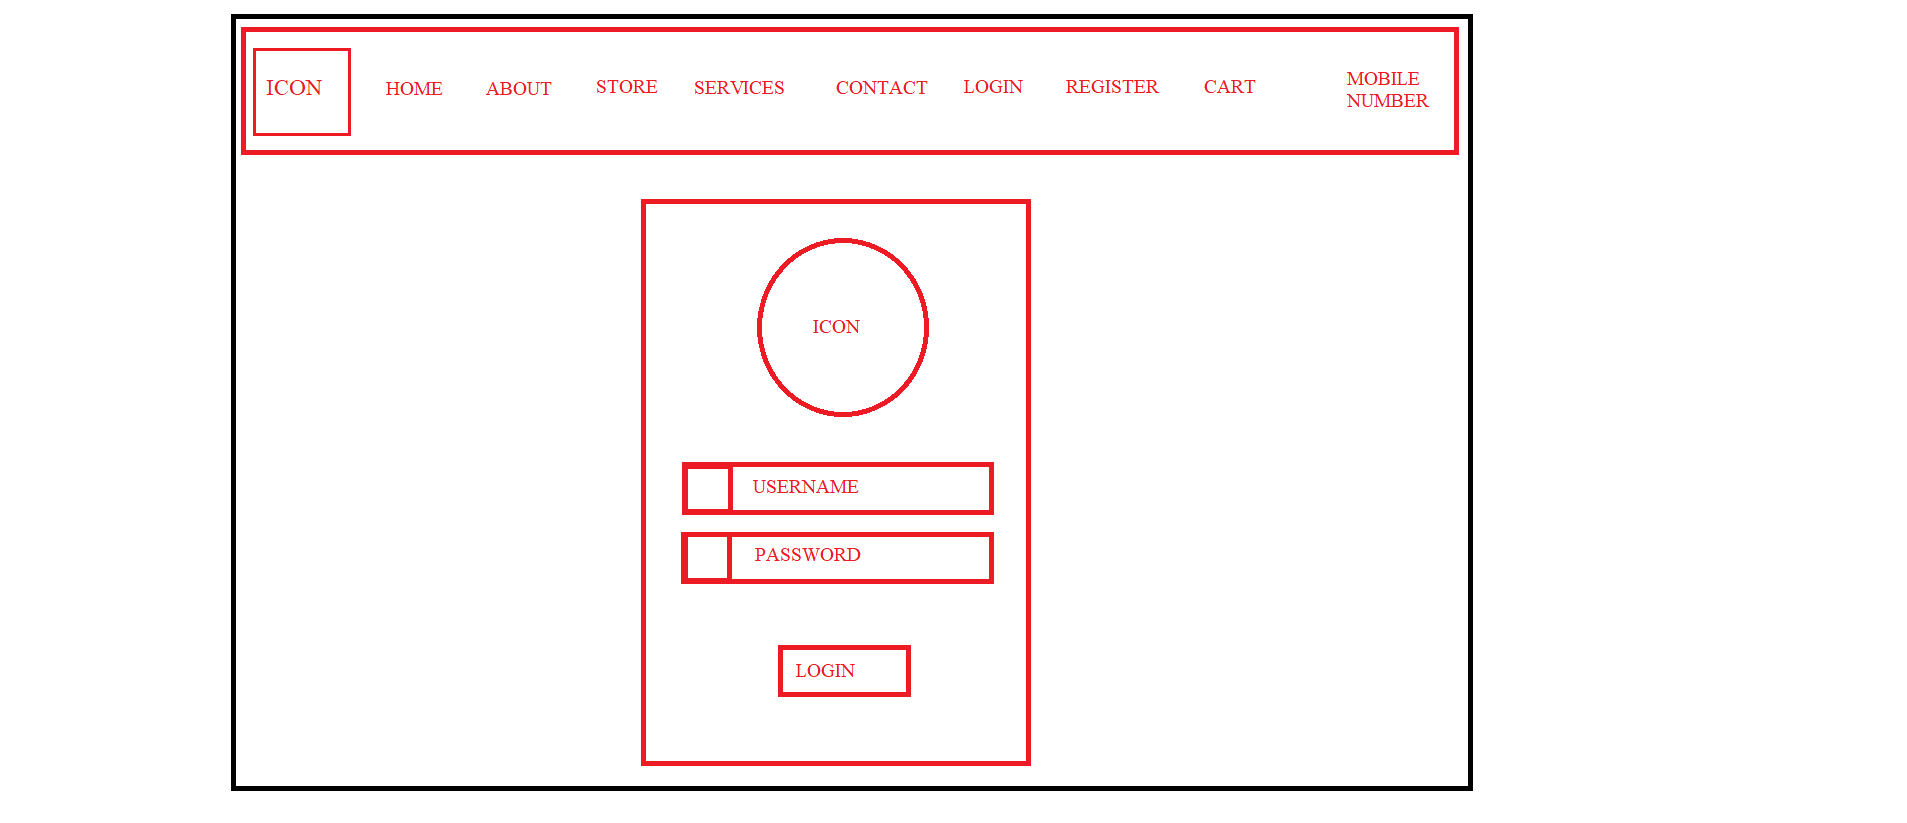 ICON
HOME
ABOUT
STORE
SERVICES
CONTACT
LOGIN
REGISTER
CART
MOBILE
NUMBER
ICON
USERNAME
PASSWORD
LOGIN